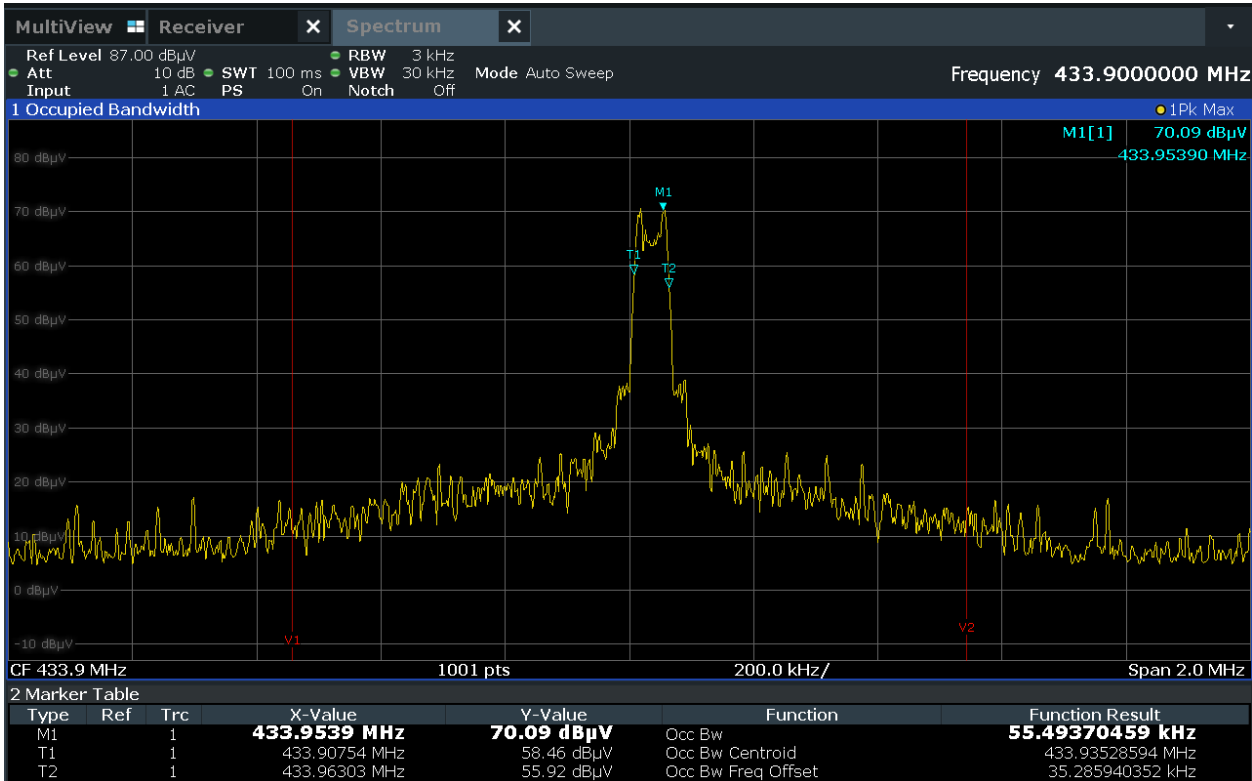 MultiView Receiver X Spectrum X
Ref Level 87.00 dBµV RBW 3 kHz
Att 10 dB SWT 100 ms VBW 30 kHz Mode Auto Sweep Frequency 433.9000000 MHz
Input 1 AC PS On Notch Off
1 Occupied Bandwidth 1Pk Max
M1[1] 70.09 dBµV
433.95390 MHz
80 dBµV
M1
70 dBµV
T1
60 dBµV T2
50 dBµV
40 dBµV
30 dBµV
20 dBµV
10 dBµV
0 dBµV
V1 V2
-10 dBµV
CF 433.9 MHz 1001 pts 200.0 kHz/ Span 2.0 MHz
2 Marker Table
Type Ref Trc X-Value Y-Value Function Function Result
M1 1 433.9539 MHz 70.09 dBµV Occ Bw 55.49370459 kHz
T1 1 433.90754 MHz 58.46 dBµV Occ Bw Centroid 433.93528594 MHz
T2 1 433.96303 MHz 55.92 dBµV Occ Bw Freq Offset 35.285940352 kHz